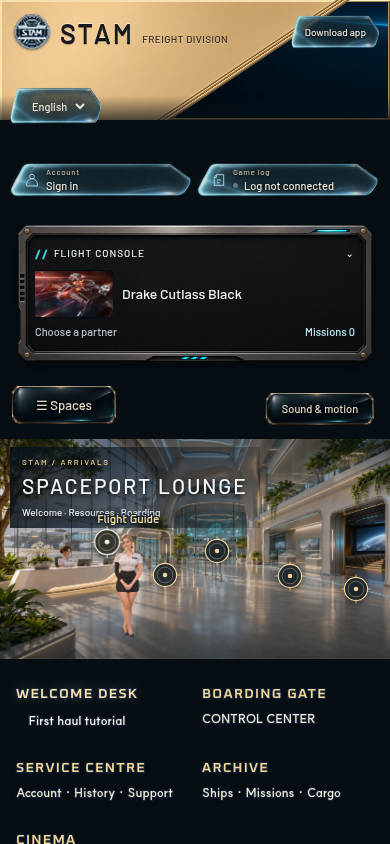 STAM
STAM FREIGHT DIVISION
Download app
English
Account
Sign in
Game log
Log not connected
// FLIGHT CONSOLE
Drake Cutlass Black
Choose a partner
Missions 0
☰ Spaces
Sound & motion
STAM / ARRIVALS
SPACEPORT LOUNGE
Welcome · Resources · Boarding
Flight Guide
WELCOME DESK
First haul tutorial
BOARDING GATE
CONTROL CENTER
SERVICE CENTRE
Account · History · Support
ARCHIVE
Ships · Missions · Cargo
CINEMA